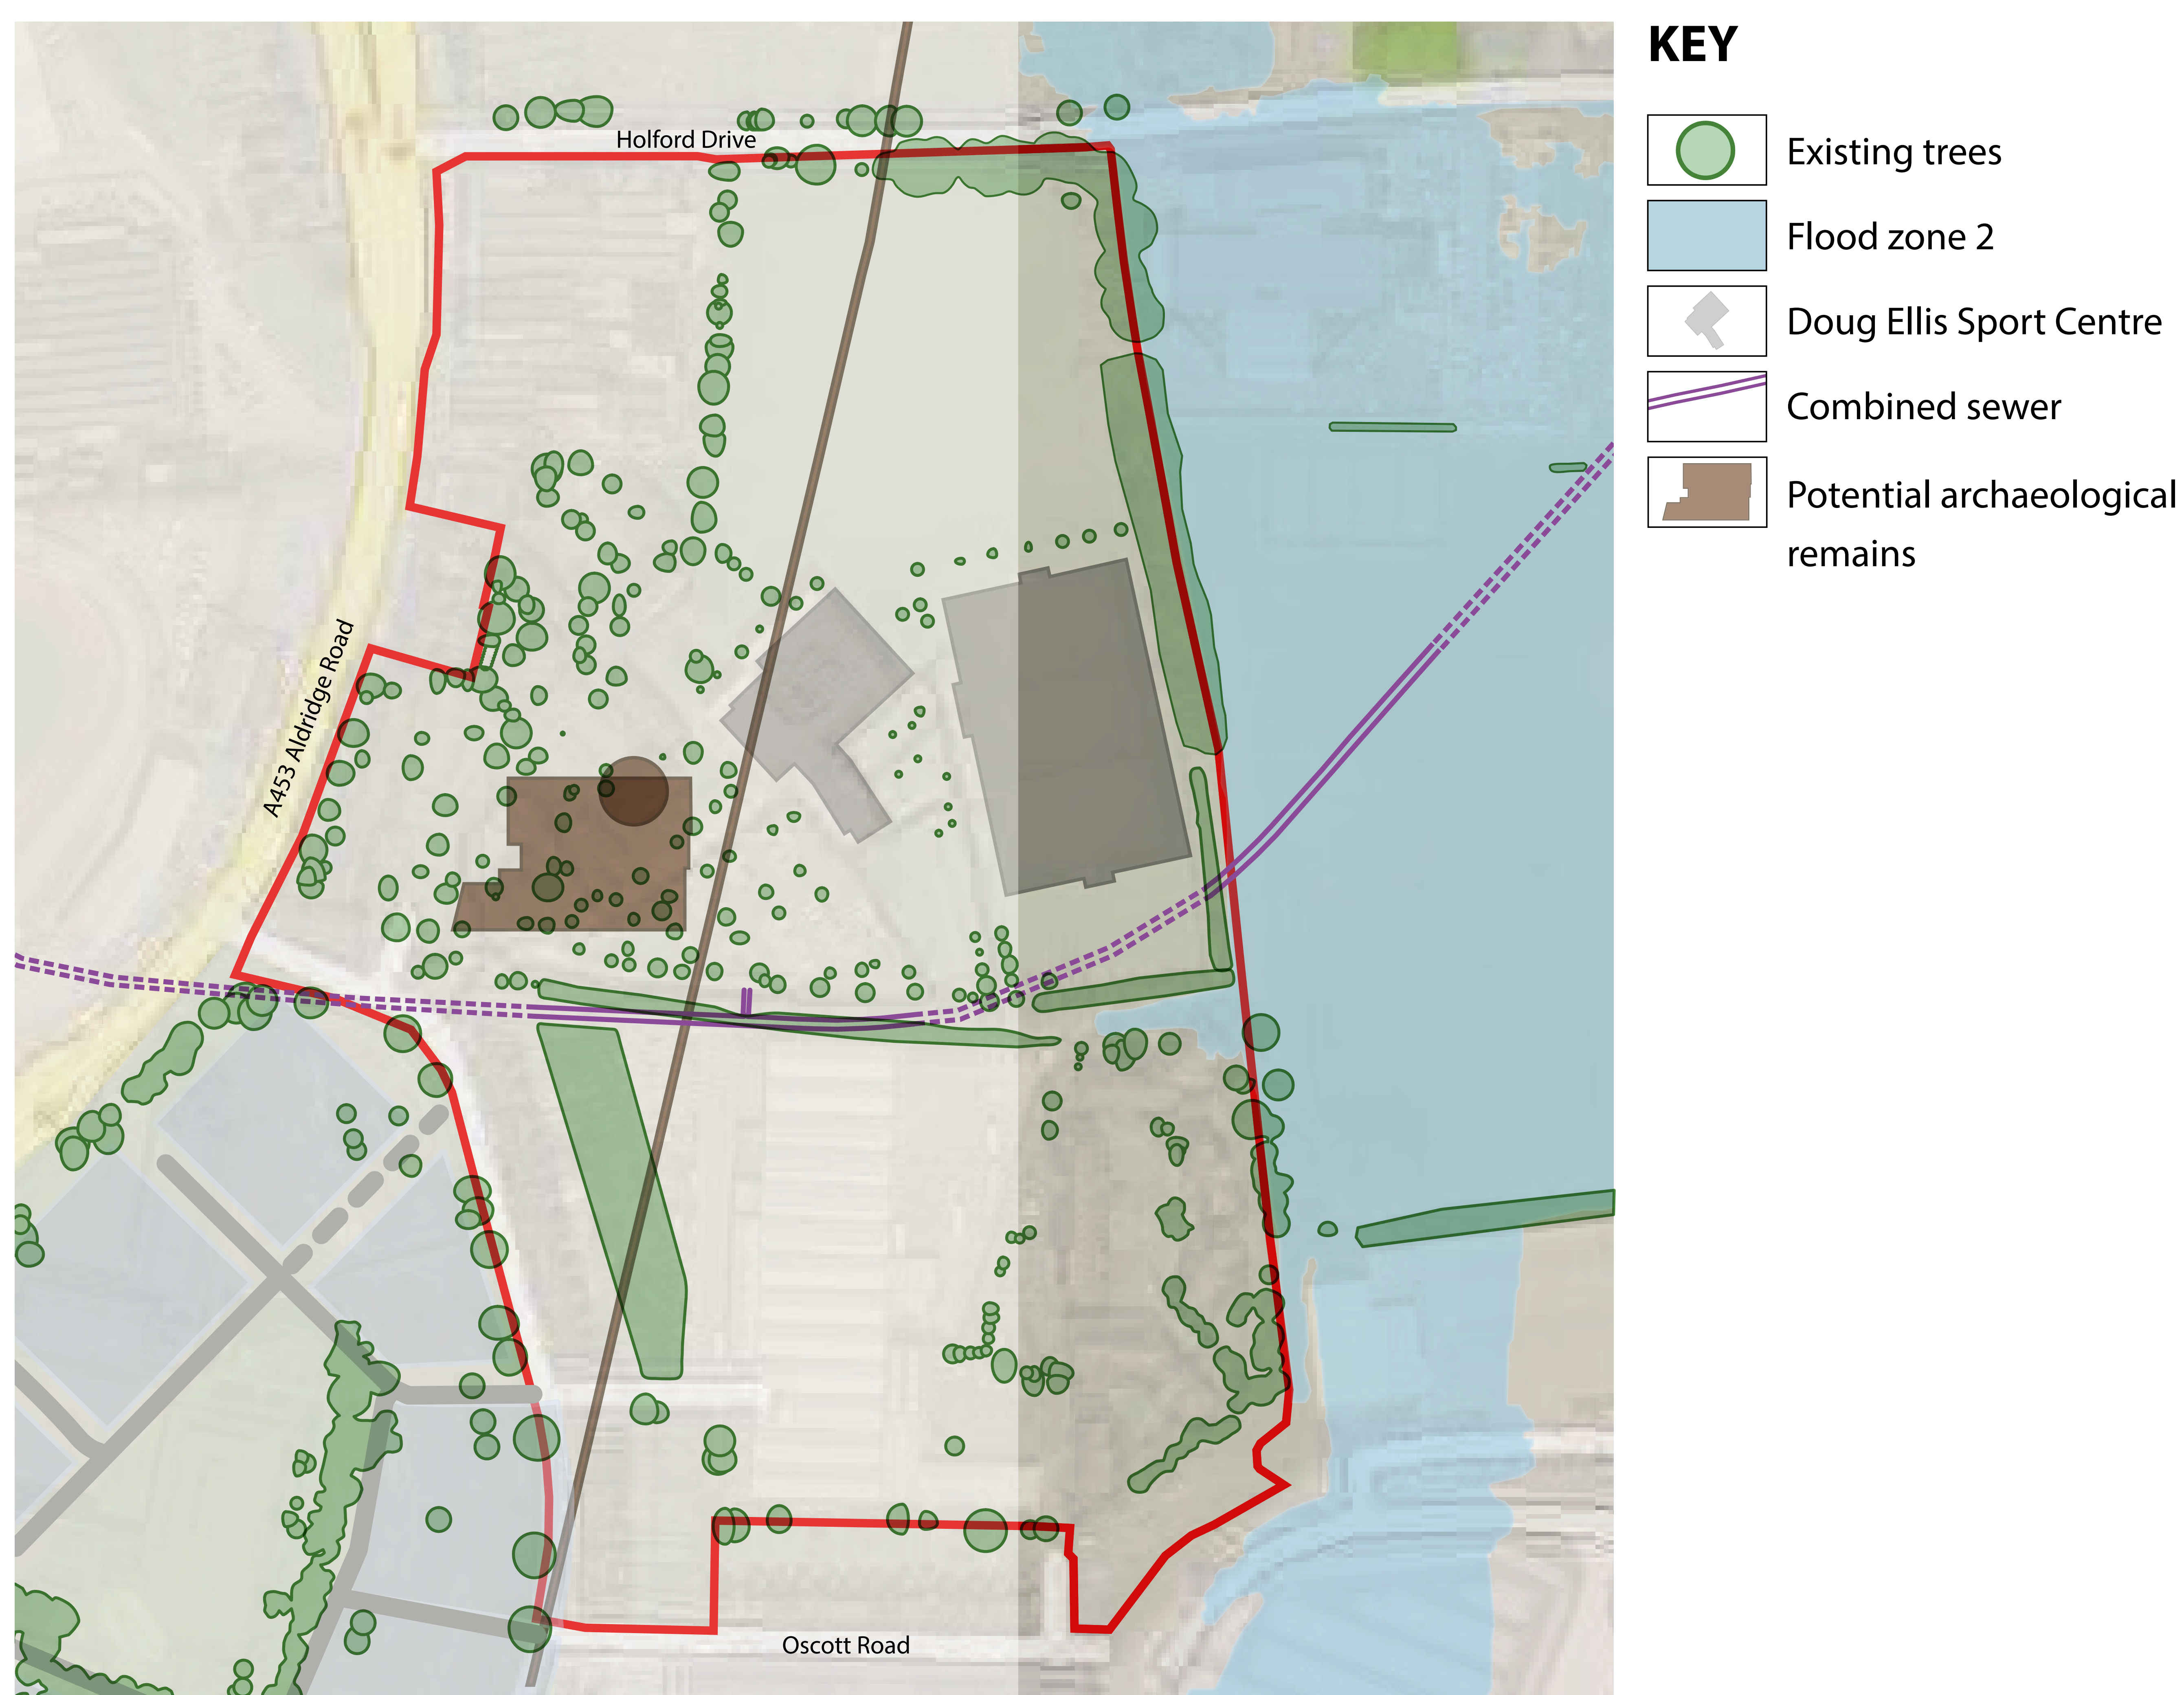 KEY
Existing trees
Flood zone 2
Doug Ellis Sport Centre
Combined sewer
Potential archaeological
remains
Holford Drive
A453 Aldridge Road
Oscott Road